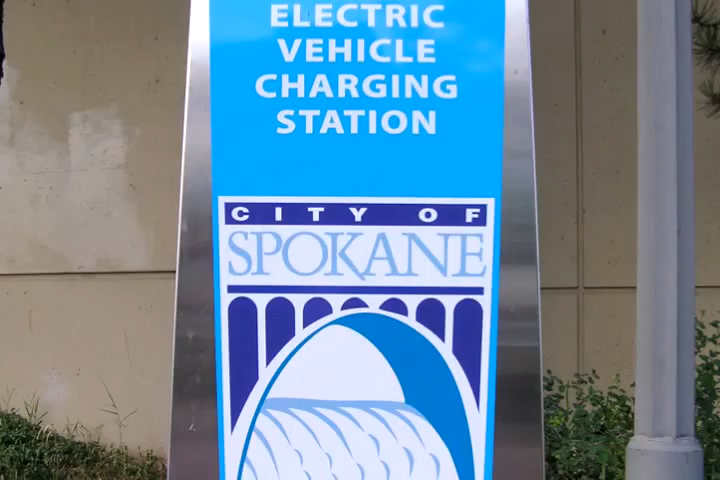 ELECTRIC
VEHICLE
CHARGING
STATION
CITY OF
SPOKANE